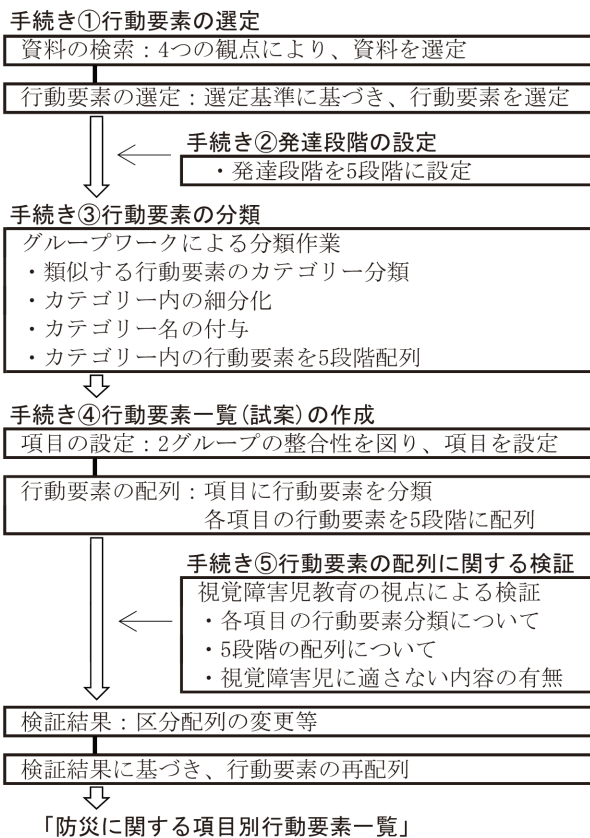 手続き①行動要素の選定
資料の検索：4つの観点により、資料を選定
行動要素の選定：選定基準に基づき、行動要素を選定
手続き②発達段階の設定
・発達段階を5段階に設定
手続き③行動要素の分類
グループワークによる分類作業
・類似する行動要素のカテゴリー分類
・カテゴリー内の細分化
・カテゴリー名の付与
・カテゴリー内の行動要素を5段階配列
手続き④行動要素一覧(試案)の作成
項目の設定：2グループの整合性を図り、項目を設定
行動要素の配列：項目に行動要素を分類
各項目の行動要素を5段階に配列
手続き⑤行動要素の配列に関する検証
視覚障害児教育の視点による検証
・各項目の行動要素分類について
・5段階の配列について
・視覚障害児に適さない内容の有無
検証結果：区分配列の変更等
検証結果に基づき、行動要素の再配列
「防災に関する項目別行動要素一覧」